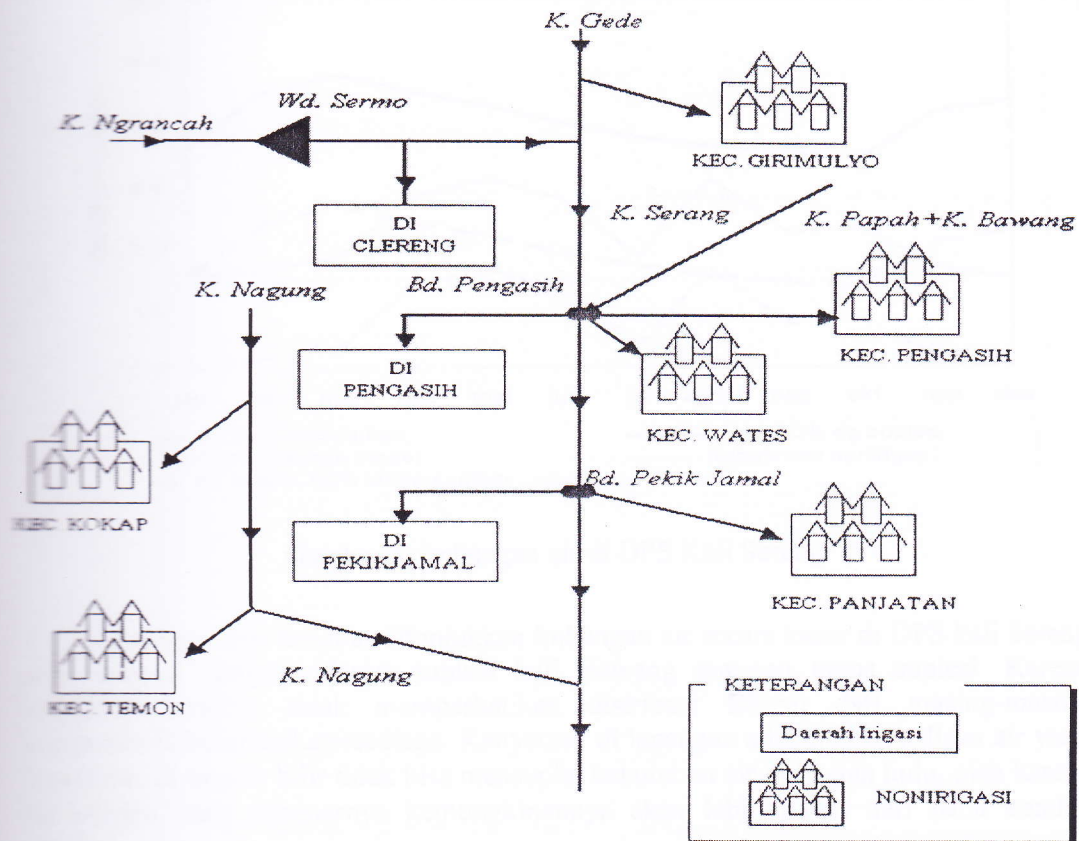 K. Gede
Wd. Sermo
K. Ngrancah
KEC. GIRIMULYO
DI
CLERENG
K. Serang
K. Papah+K. Bawang
K. Nagung
Bd. Pengasih
DI
PENGASIH
KEC. PENGASIH
KEC. WATES
KEC KOKAP
Bd. Pekik Jamal
DI
PEKIKJAMAL
KEC. PANJATAN
KEC. TEMON
K. Nagung
KETERANGAN
Daerah Irigasi
NONIRIGASI